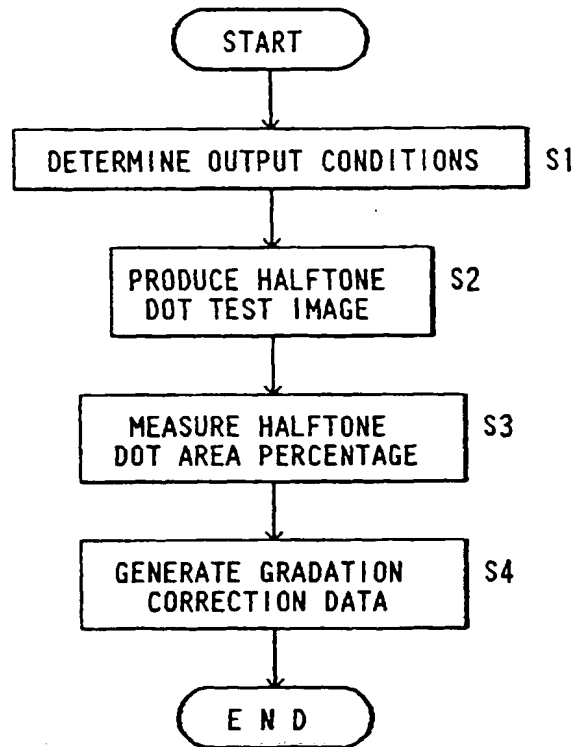 START
DETERMINE OUTPUT CONDITIONS S1
PRODUCE HALFTONE S2
DOT TEST IMAGE
MEASURE HALFTONE S3
DOT AREA PERCENTAGE
GENERATE GRADATION S4
CORRECTION DATA
END